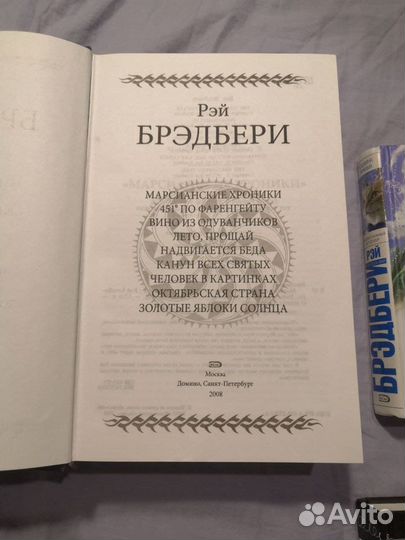 Рэй
БРЭДБЕРИ
МАРСИАНСКИЕ ХРОНИКИ
451° ПО ФАРЕНГЕЙТУ
ВИНО ИЗ ОДУВАНЧИКОВ
ЛЕТО, ПРОЩАЙ
НАДВИГАЕТСЯ БЕДА
КАНУН ВСЕХ СВЯТЫХ
ЧЕЛОВЕК В КАРТИНКАХ
ОКТЯБРЬСКАЯ СТРАНА
ЗОЛОТЫЕ ЯБЛОКИ СОЛНЦА
Москва
Домино, Санкт-Петербург
2008
РЭЙ
БРЭДБЕРИ
Avito